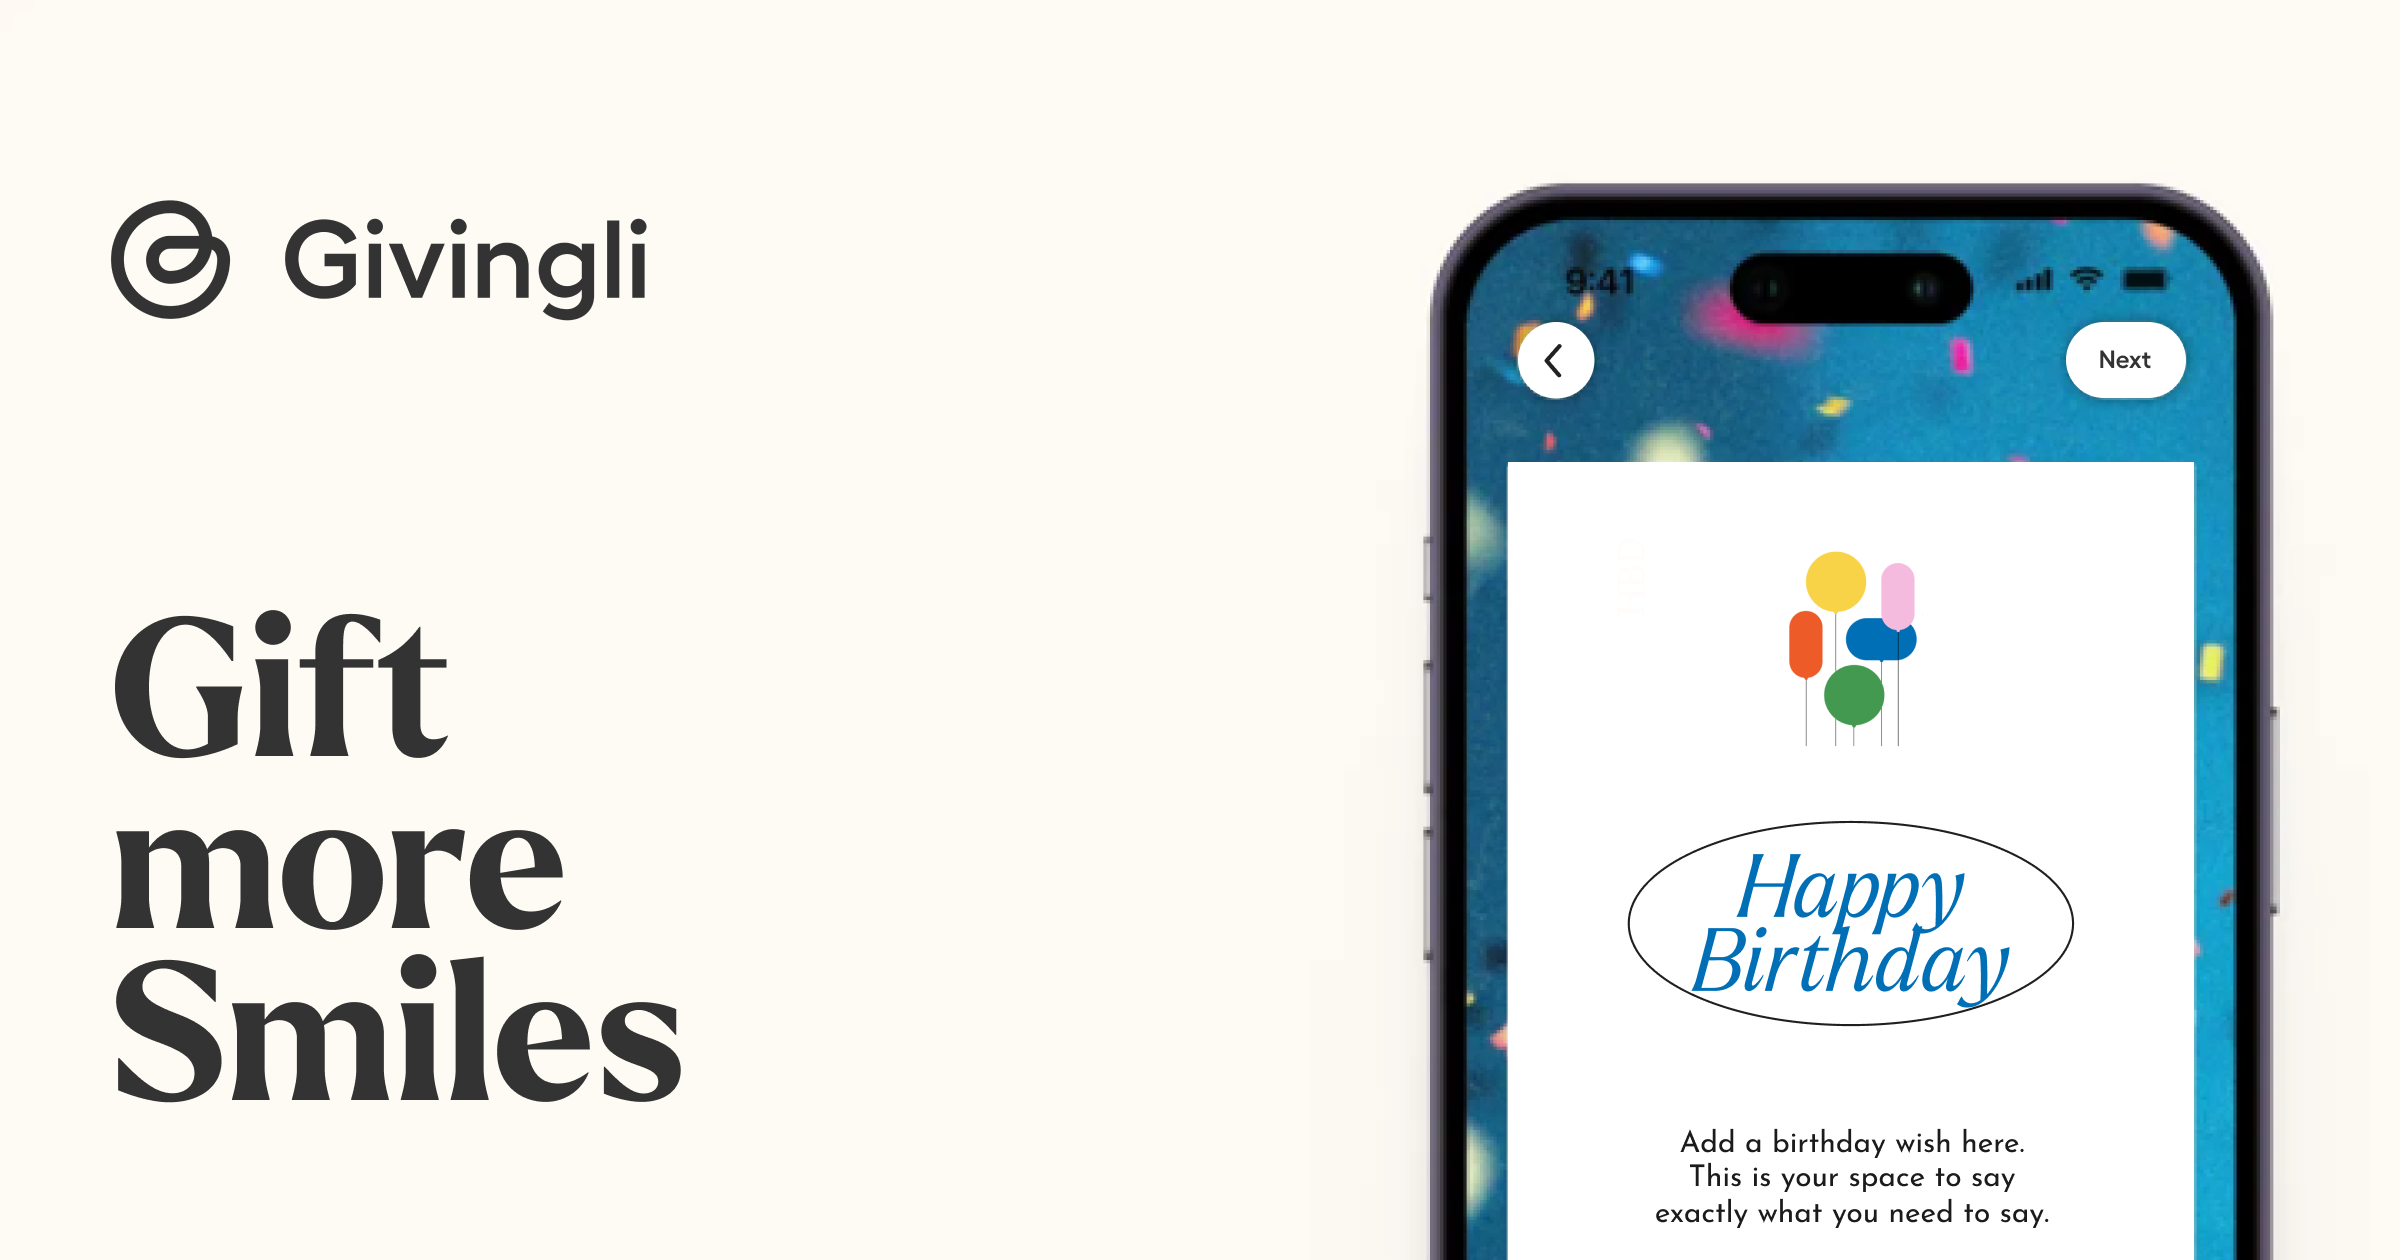 Givingli
Gift
more
Smiles
9:41
Next
Happy
Birthday
Add a birthday wish here.
This is your space to say
exactly what you need to say.